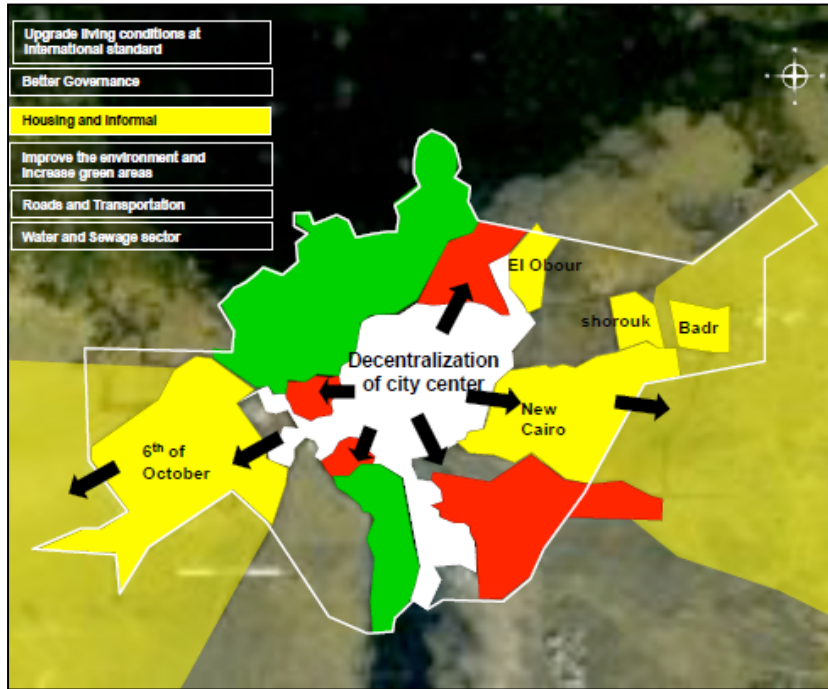 Upgrade living conditions at
International standard
Better Governance
Housing and Informal
Improve the environment and
Increase green areas
Roads and Transportation
Water and Sewage sector
El Obour
shorouk
Badr
Decentralization
of city center
New
Cairo
6th of
October